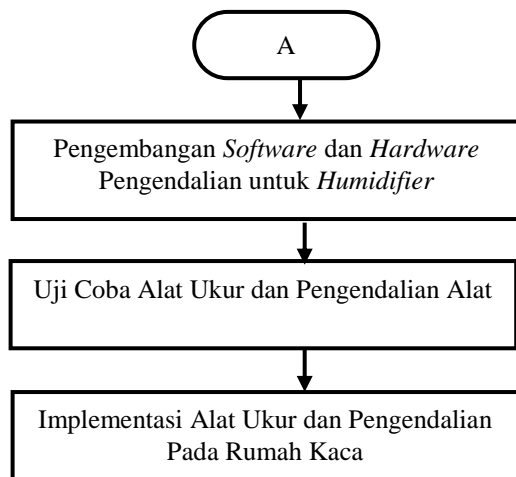 A
Pengembangan Software dan Hardware
Pengendalian untuk Humidifier
Uji Coba Alat Ukur dan Pengendalian Alat
Implementasi Alat Ukur dan Pengendalian
Pada Rumah Kaca